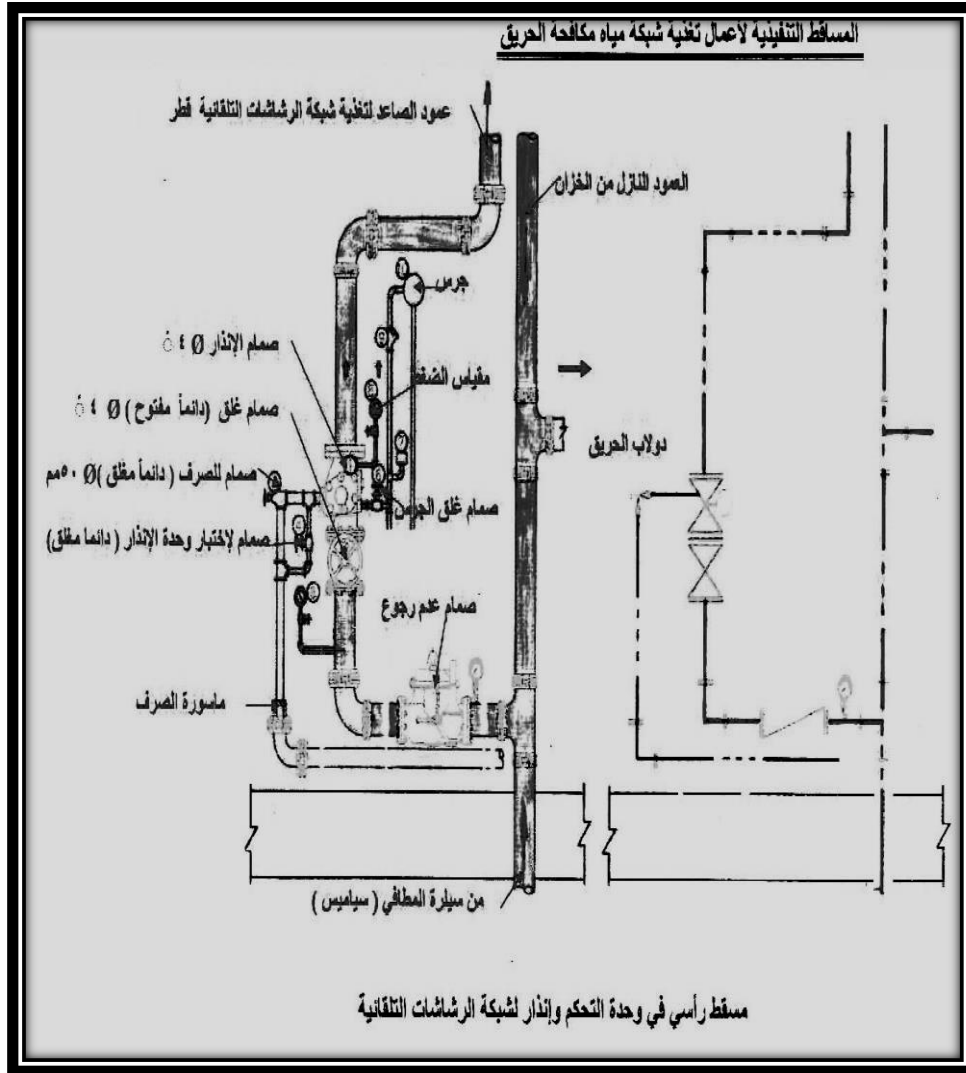 المساقط التنفيذية لأعمال تغذية شبكة مياه مكافحة الحريق
عمود الصاعد لتغذية شبكة الرشاشات التلقائية قطر
العمود النازل من الخزان
جرس
صمام الإنذار Ø ٤
مقياس الضغط
صمام غلق (دائماً مفتوح) Ø ٤
دولاب الحريق
صمام للصرف (دائماً مغلق) Ø ٥٠مم
صمام غلق الجرس
صمام لإختبار وحدة الإنذار (دائما مغلق)
صمام عدم رجوع
ماسورة الصرف
من سيارة المطافي (سياميس)
مسقط رأسي في وحدة التحكم وإنذار لشبكة الرشاشات التلقائية